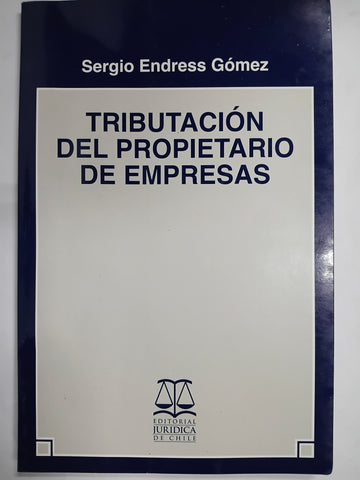 Sergio Endress Gómez
TRIBUTACIÓN
DEL PROPIETARIO
DE EMPRESAS
EDITORIAL
JURIDICA
DE CHILE